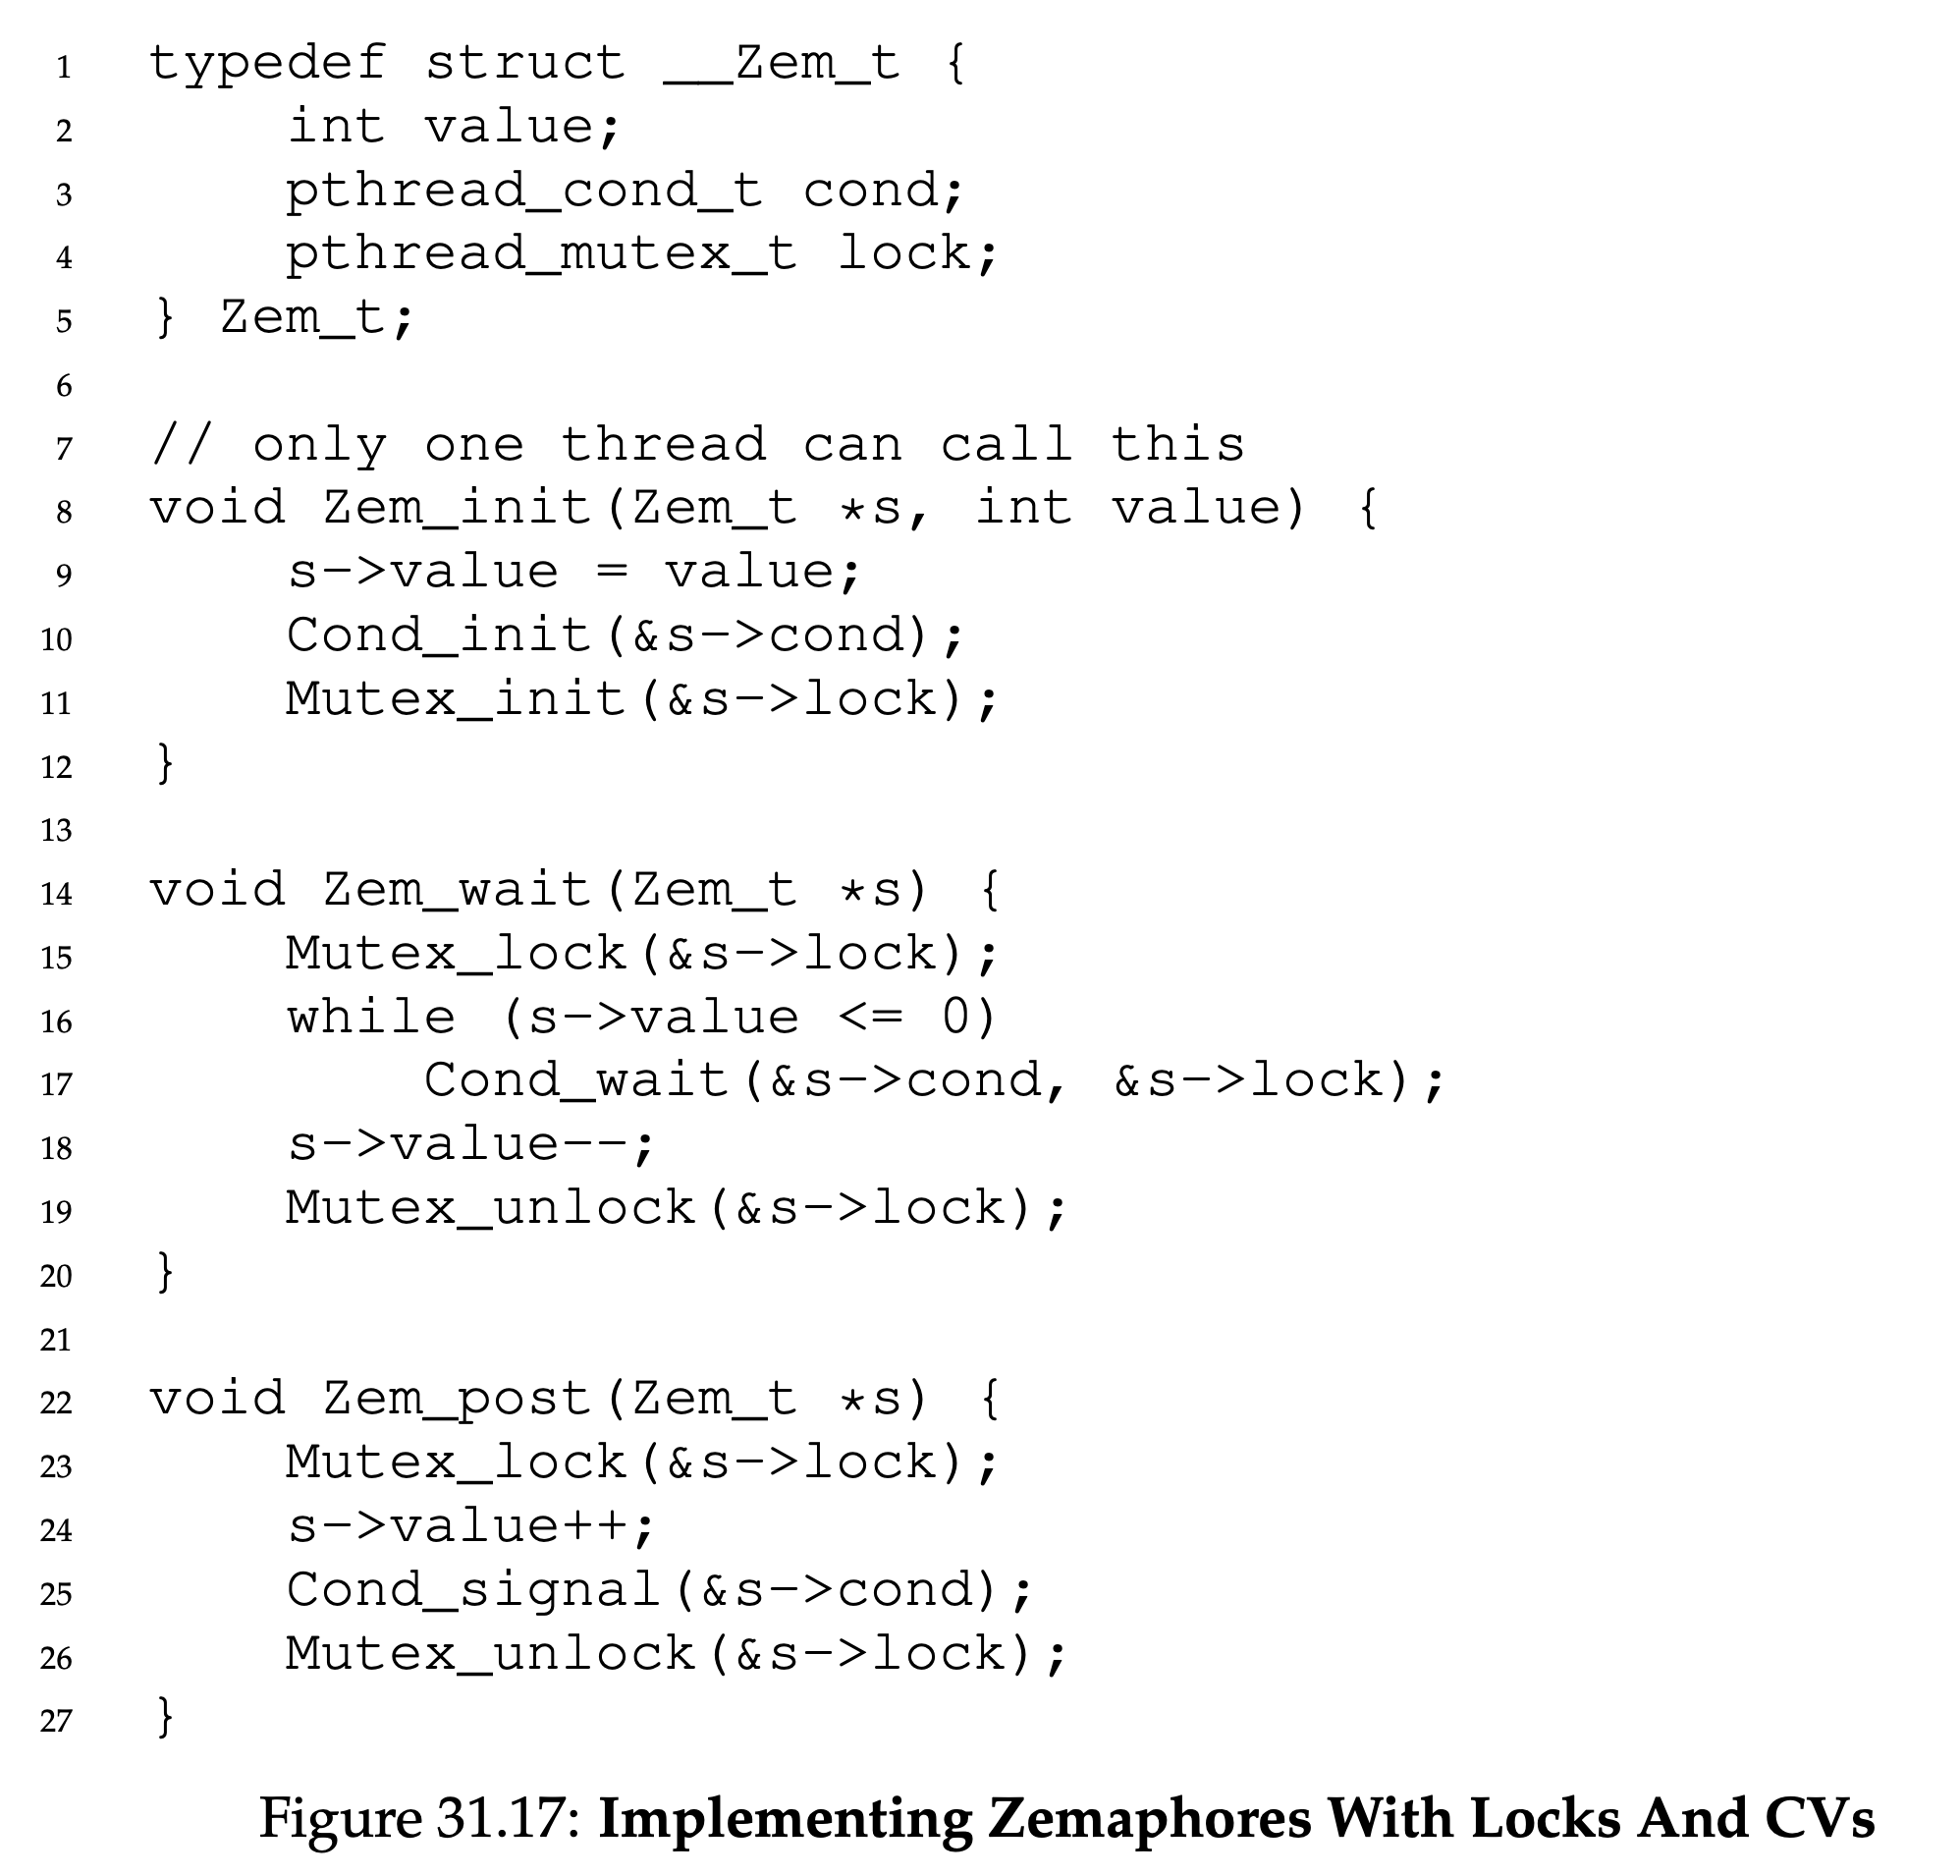 1 typedef struct __Zem_t {
2 int value;
3 pthread_cond_t cond;
4 pthread_mutex_t lock;
5 } Zem_t;
6
7 // only one thread can call this
8 void Zem_init(Zem_t *s, int value) {
9 s->value = value;
10 Cond_init(&s->cond);
11 Mutex_init(&s->lock);
12 }
13
14 void Zem_wait(Zem_t *s) {
15 Mutex_lock(&s->lock);
16 while (s->value <= 0)
17 Cond_wait(&s->cond, &s->lock);
18 s->value--;
19 Mutex_unlock(&s->lock);
20 }
21
22 void Zem_post(Zem_t *s) {
23 Mutex_lock(&s->lock);
24 s->value++;
25 Cond_signal(&s->cond);
26 Mutex_unlock(&s->lock);
27 }
Figure 31.17: Implementing Zemaphores With Locks And CVs